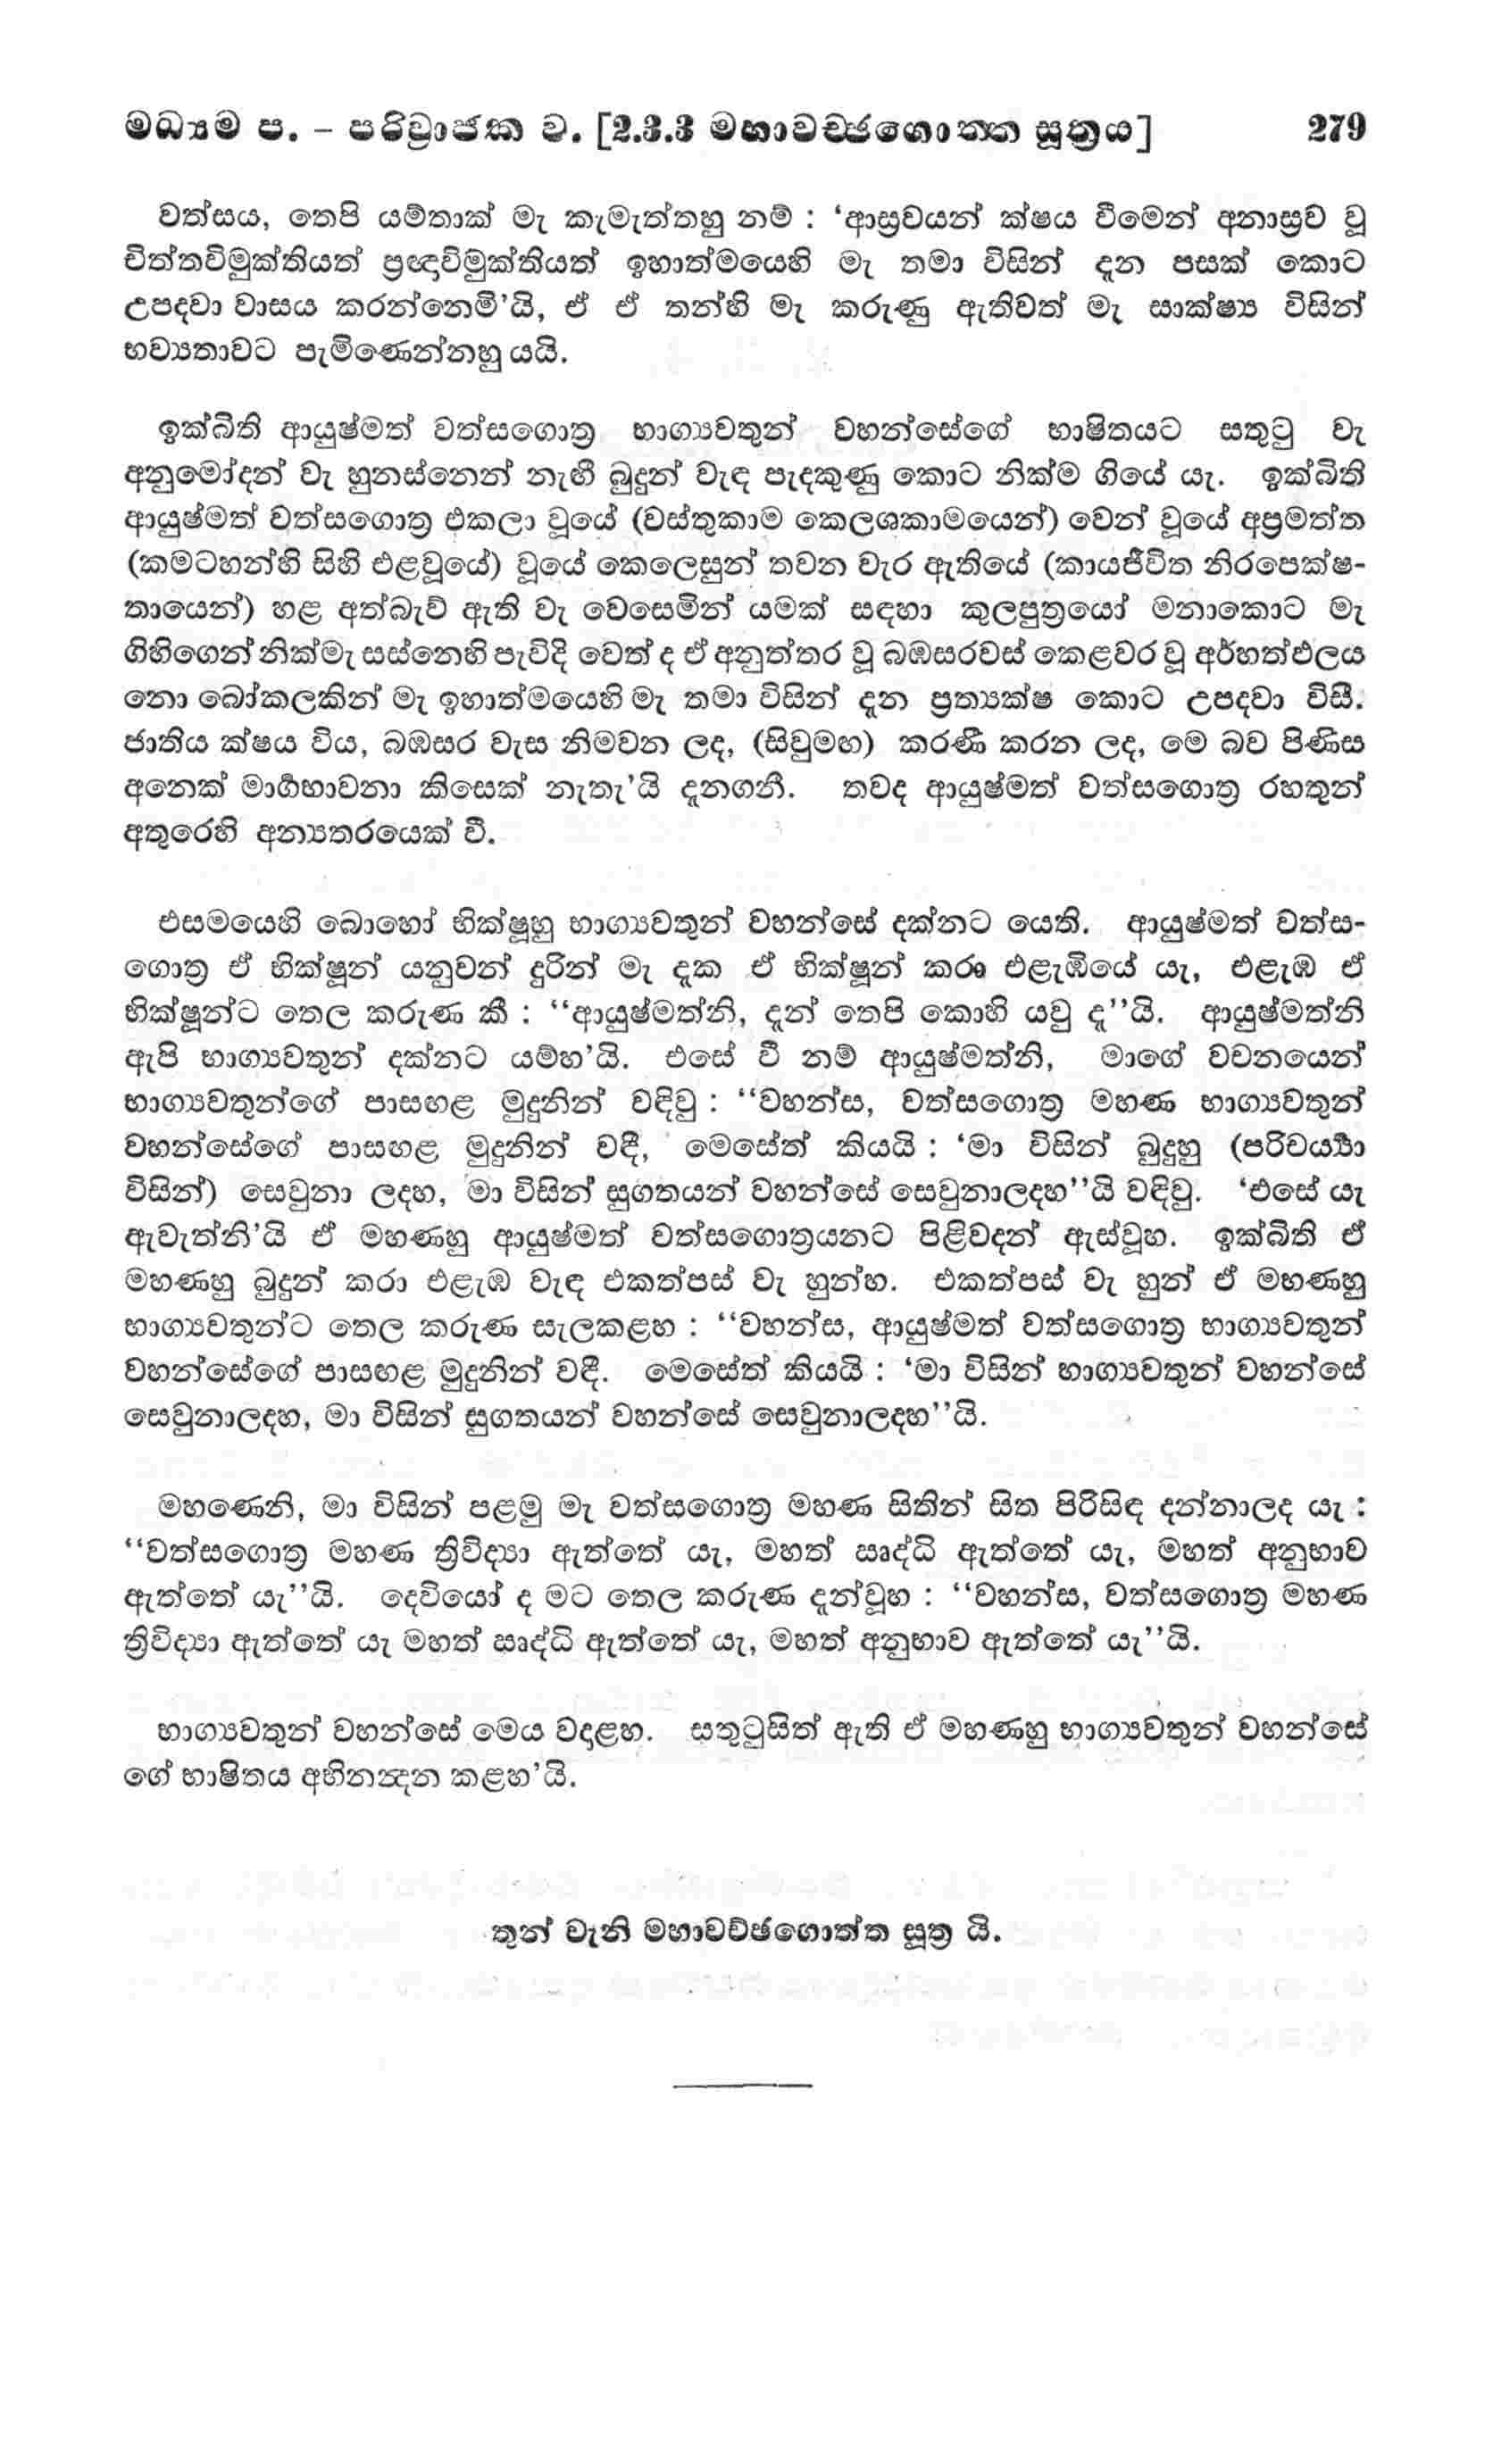 මධ්‍යම ප. – පරිව්‍රාජක ව. [2.3.3 මහාවච්ඡගොත්ත සූත්‍රය] 279
වත්සය, තෙපි යම්තාක් මැ කැමැත්තහු නම් : ‘ආස්‍රවයන් ක්ෂය වීමෙන් අනාස්‍රව වූ
චිත්තවිමුක්තියත් ප්‍රඥාවිමුක්තියත් ඉහාත්මයෙහි මැ තමා විසින් දැන පසක් කොට
උපදවා වාසය කරන්නෙමි’යි, ඒ ඒ තන්හි මැ කරුණු ඇතිවත් මැ සාක්ෂ්‍ය විසින්
භව්‍යතාවට පැමිණෙන්නහු යයි.
ඉක්බිති ආයුෂ්මත් වත්සගොත්‍ර භාග්‍යවතුන් වහන්සේගේ භාෂිතයට සතුටු වැ
අනුමෝදන් වැ හුනස්නෙන් නැඟී බුදුන් වැඳ පැදකුණු කොට නික්ම ගියේ යැ. ඉක්බිති
ආයුෂ්මත් වත්සගොත්‍ර එකලා වූයේ (වස්තුකාම කෙලශකාමයෙන්) වෙන් වූයේ අප්‍රමත්ත
(කමටහන්හි සිහි එළවූයේ) වූයේ කෙලෙසුන් තවන වැර ඇතියේ (කායජීවිත නිරපෙක්ෂ-
තායෙන්) හළ අත්බැව් ඇති වැ වෙසෙමින් යමක් සඳහා කුලපුත්‍රයෝ මනාකොට මැ
ගිහිගෙන් නික්මැ සස්නෙහි පැවිදි වෙත් ද ඒ අනුත්තර වූ බඹසරවස් කෙළවර වූ අර්හත්ඵලය
නො බෝකලකින් මැ ඉහාත්මයෙහි මැ තමා විසින් දැන ප්‍රත්‍යක්ෂ කොට උපදවා විසී.
ජාතිය ක්ෂය විය, බඹසර වැස නිමවන ලද, (සිවුමඟ) කරණී කරන ලද, මෙ බව පිණිස
අනෙක් මාර්‍ගභාවනා කිසෙක් නැතැ’යි දැනගනී. තවද ආයුෂ්මත් වත්සගොත්‍ර රහතුන්
අතුරෙහි අන්‍යතරයෙක් වී.
එසමයෙහි බොහෝ භික්ෂූහු භාග්‍යවතුන් වහන්සේ දක්නට යෙති. ආයුෂ්මත් වත්ස-
ගොත්‍ර ඒ භික්ෂූන් යනුවන් දුරින් මැ දැක ඒ භික්ෂූන් කරා එළැඹියේ යැ, එළැඹ ඒ
භික්ෂූන්ට තෙල කරුණ කී : “ආයුෂ්මත්නි, දැන් තෙපි කොහි යවු දැ”යි. ආයුෂ්මත්නි
ඇපි භාග්‍යවතුන් දක්නට යම්හ’යි. එසේ වී නම් ආයුෂ්මත්නි, මාගේ වචනයෙන්
භාග්‍යවතුන්ගේ පාසඟළ මුදුනින් වඳිවු : “වහන්ස, වත්සගොත්‍ර මහණ භාග්‍යවතුන්
වහන්සේගේ පාසඟළ මුදුනින් වඳී, මෙසේත් කියයි : ‘මා විසින් බුදුහු (පරිචර්‍ය්‍යා
විසින්) සෙවුනා ලදහ, මා විසින් සුගතයන් වහන්සේ සෙවුනාලදහ”යි වඳිවු. ‘එසේ යැ
ඇවැත්නි’යි ඒ මහණහු ආයුෂ්මත් වත්සගොත්‍රයනට පිළිවදන් ඇස්වූහ. ඉක්බිති ඒ
මහණහු බුදුන් කරා එළැඹ වැඳ එකත්පස් වැ හුන්හ. එකත්පස් වැ හුන් ඒ මහණහු
භාග්‍යවතුන්ට තෙල කරුණ සැලකළහ : “වහන්ස, ආයුෂ්මත් වත්සගොත්‍ර භාග්‍යවතුන්
වහන්සේගේ පාසඟළ මුදුනින් වඳී. මෙසේත් කියයි : ‘මා විසින් භාග්‍යවතුන් වහන්සේ
සෙවුනාලදහ, මා විසින් සුගතයන් වහන්සේ සෙවුනාලදහ”යි.
මහණෙනි, මා විසින් පළමු මැ වත්සගොත්‍ර මහණ සිතින් සිත පිරිසිඳ දන්නාලද යැ :
“වත්සගොත්‍ර මහණ ත්‍රිවිද්‍යා ඇත්තේ යැ, මහත් ඍද්ධි ඇත්තේ යැ, මහත් අනුභාව
ඇත්තේ යැ”යි. දෙවියෝ ද මට තෙල කරුණ දැන්වූහ : “වහන්ස, වත්සගොත්‍ර මහණ
ත්‍රිවිද්‍යා ඇත්තේ යැ මහත් ඍද්ධි ඇත්තේ යැ, මහත් අනුභාව ඇත්තේ යැ”යි.
භාග්‍යවතුන් වහන්සේ මෙය වදාළහ. සතුටුසිත් ඇති ඒ මහණහු භාග්‍යවතුන් වහන්සේ
ගේ භාෂිතය අභිනන්‍දන කළහ’යි.
තුන් වැනි මහාවච්ඡගොත්ත සූත්‍ර යි.